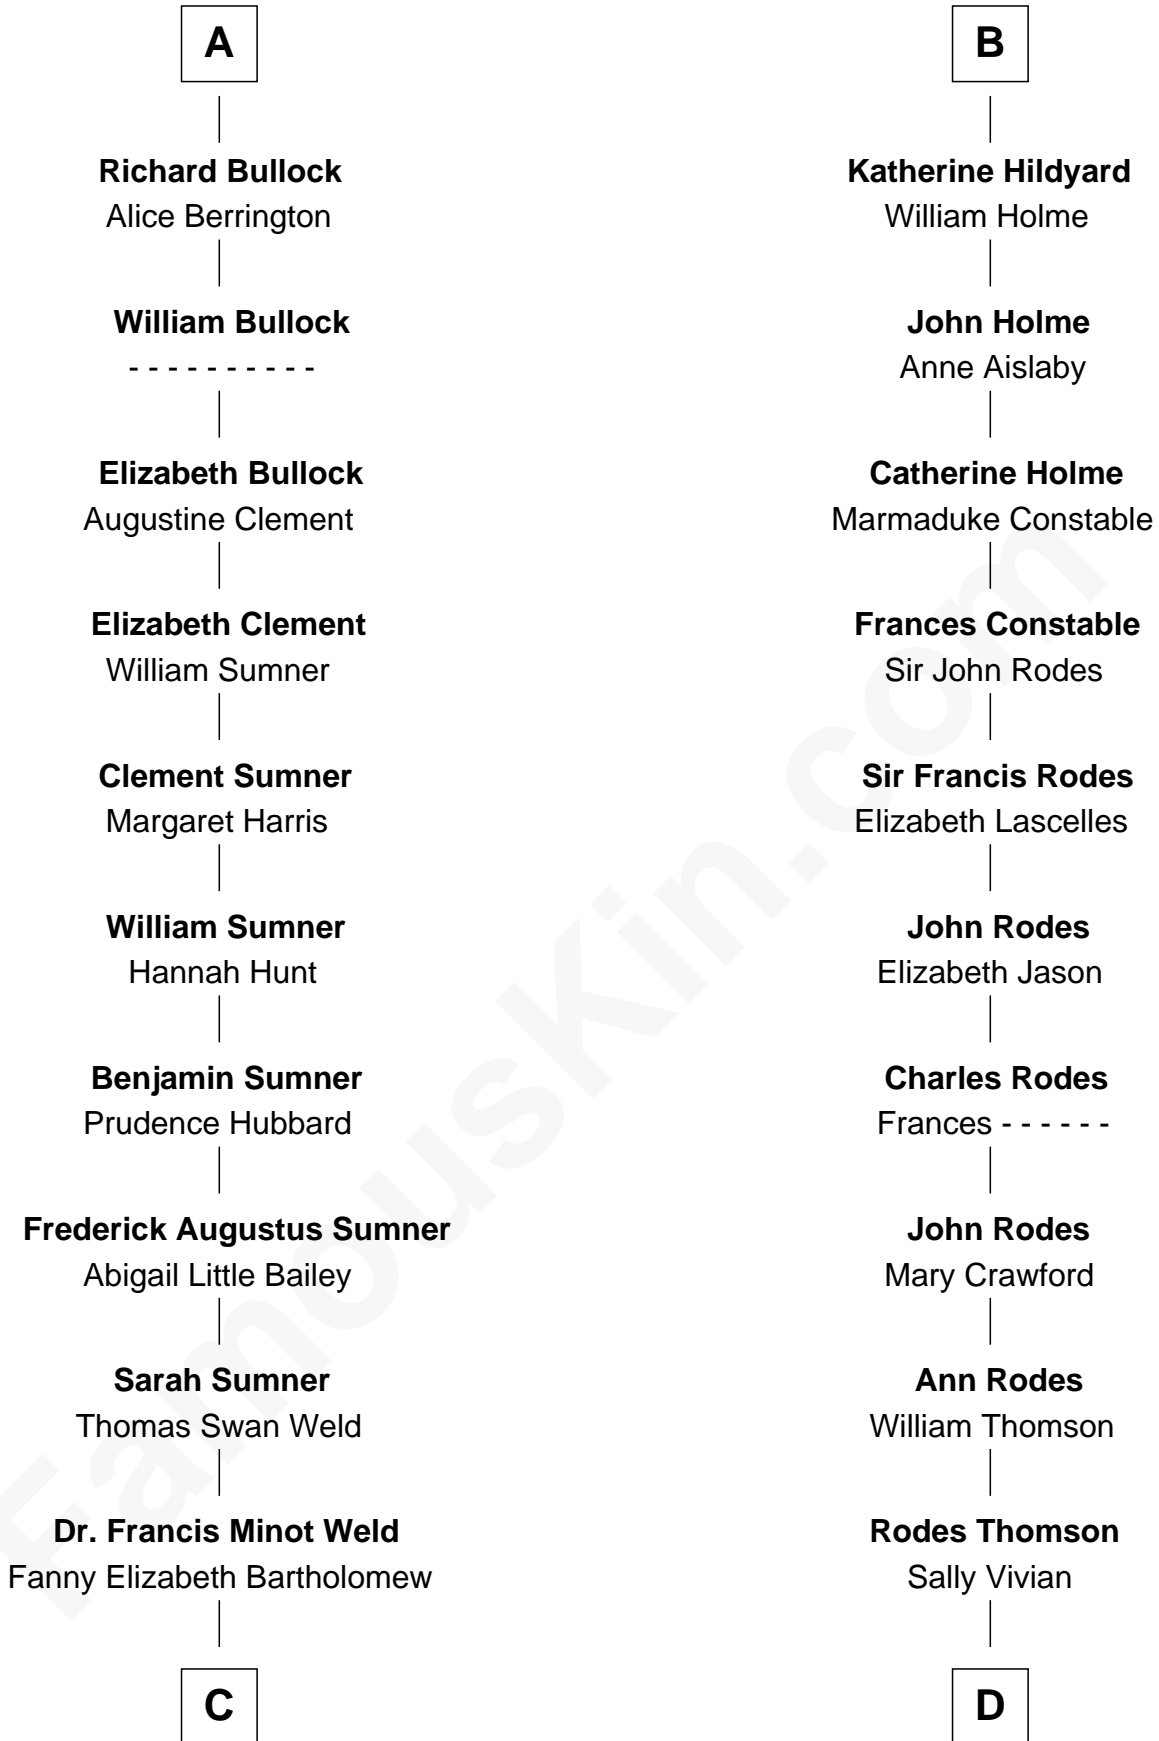 A
Richard Bullock
Alice Berrington
William Bullock
- - - - - - - - - -
Elizabeth Bullock
Augustine Clement
Elizabeth Clement
William Sumner
Clement Sumner
Margaret Harris
William Sumner
Hannah Hunt
Benjamin Sumner
Prudence Hubbard
Frederick Augustus Sumner
Abigail Little Bailey
Sarah Sumner
Thomas Swan Weld
Dr. Francis Minot Weld
Fanny Elizabeth Bartholomew
C
B
Katherine Hildyard
William Holme
John Holme
Anne Aislaby
Catherine Holme
Marmaduke Constable
Frances Constable
Sir John Rodes
Sir Francis Rodes
Elizabeth Lascelles
John Rodes
Elizabeth Jason
Charles Rodes
Frances - - - - - -
John Rodes
Mary Crawford
Ann Rodes
William Thomson
Rodes Thomson
Sally Vivian
D
FamousKin.com